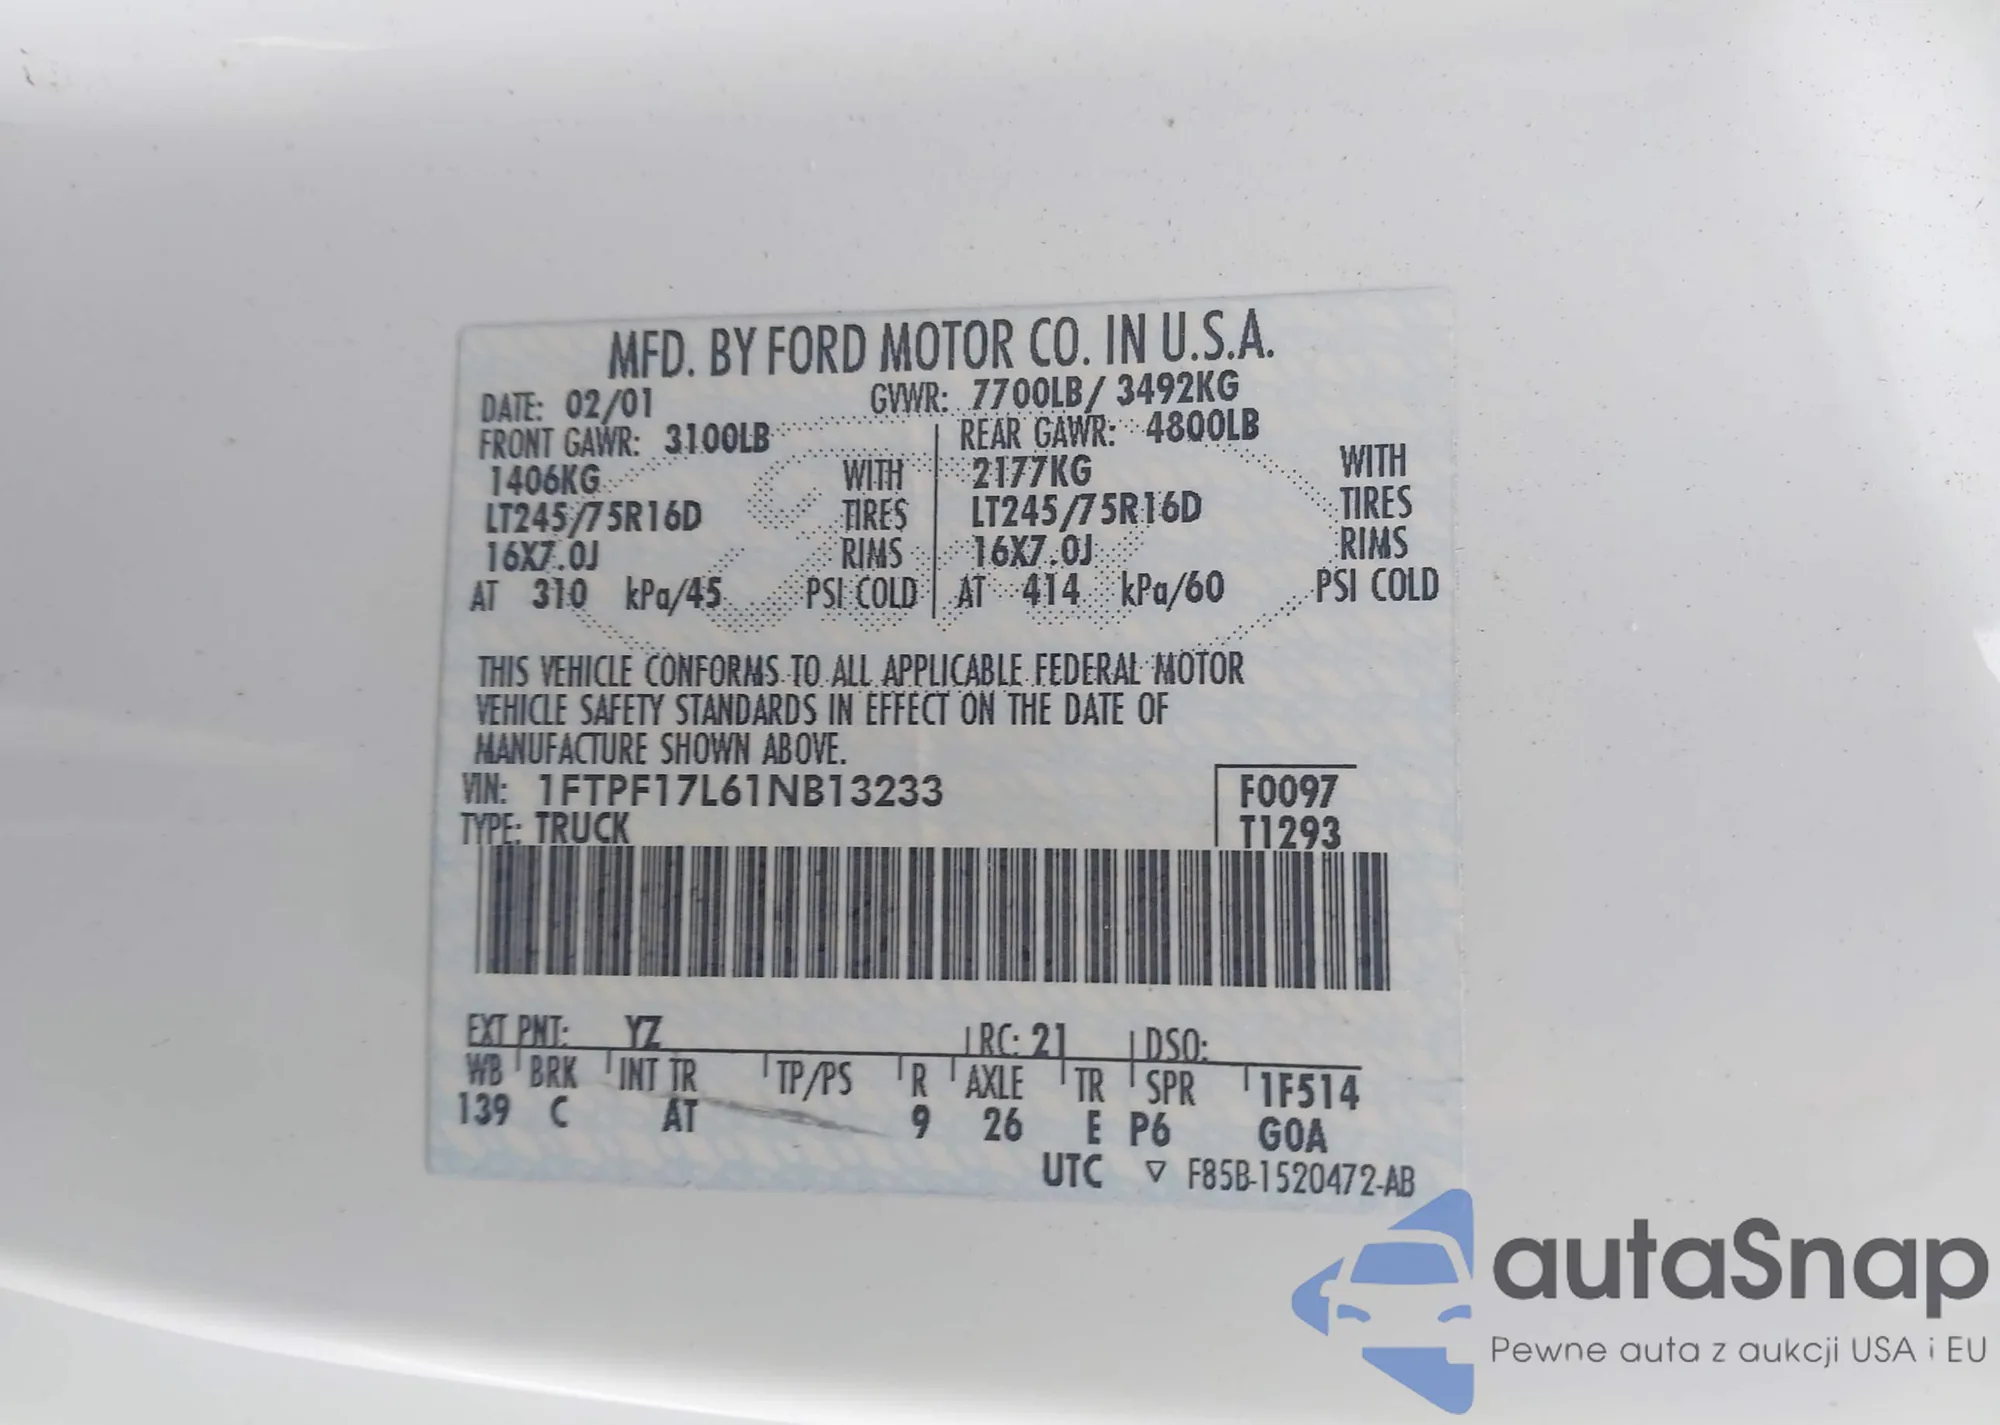 MFD. BY FORD MOTOR CO. IN U.S.A.
DATE: 02/01 GVWR: 7700LB/ 3492KG
FRONT GAWR: 3100LB REAR GAWR: 4800LB
1406KG WITH 2177KG WITH
LT245/75R16D TIRES LT245/75R16D TIRES
16X7.0J RIMS 16X7.0J RIMS
AT 310 kPa/45 PSI COLD AT 414 kPa/60 PSI COLD
THIS VEHICLE CONFORMS TO ALL APPLICABLE FEDERAL MOTOR
VEHICLE SAFETY STANDARDS IN EFFECT ON THE DATE OF
MANUFACTURE SHOWN ABOVE.
VIN: 1FTPF17L61NB13233 F0097
TYPE: TRUCK T1293
EXT PNT: YZ RC: 21 DSO:
WB BRK INT TR TP/PS R AXLE TR SPR 1F514
139 C AT 9 26 E P6 G0A
UTC ▽ F85B-1520472-AB
autaSnap
Pewne auta z aukcji USA i EU